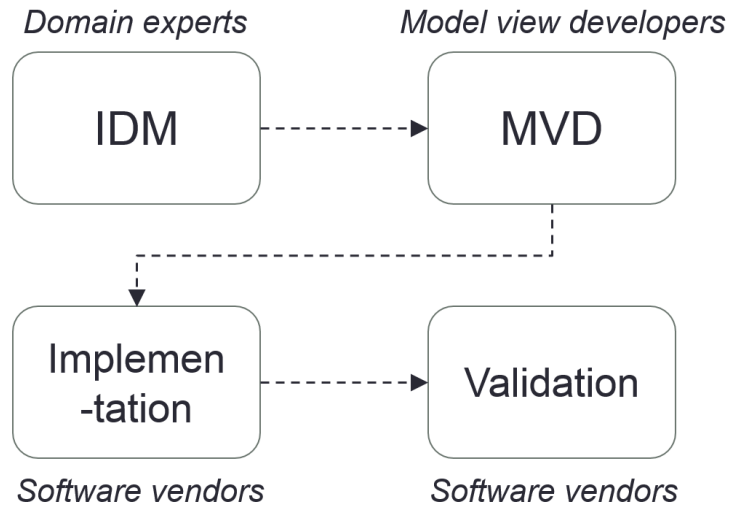 Domain experts
Model view developers
IDM
MVD
Implemen
-tation
Validation
Software vendors
Software vendors